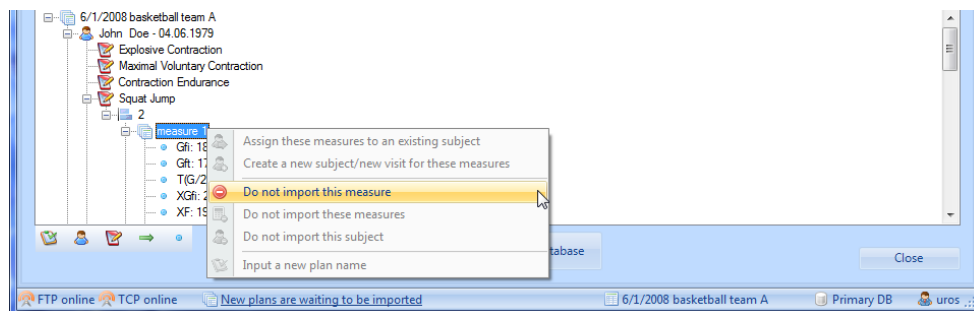 6/1/2008 basketball team A
John Doe - 04.06.1979
Explosive Contraction
Maximal Voluntary Contraction
Contraction Endurance
Squat Jump
2
measure 1
Gfi: 18
Gft: 17
T(G/2
XGfi: 2
XF: 19
Assign these measures to an existing subject
Create a new subject/new visit for these measures
Do not import this measure
Do not import these measures
Do not import this subject
Input a new plan name
tabase
Close
FTP online TCP online New plans are waiting to be imported 6/1/2008 basketball team A Primary DB uros